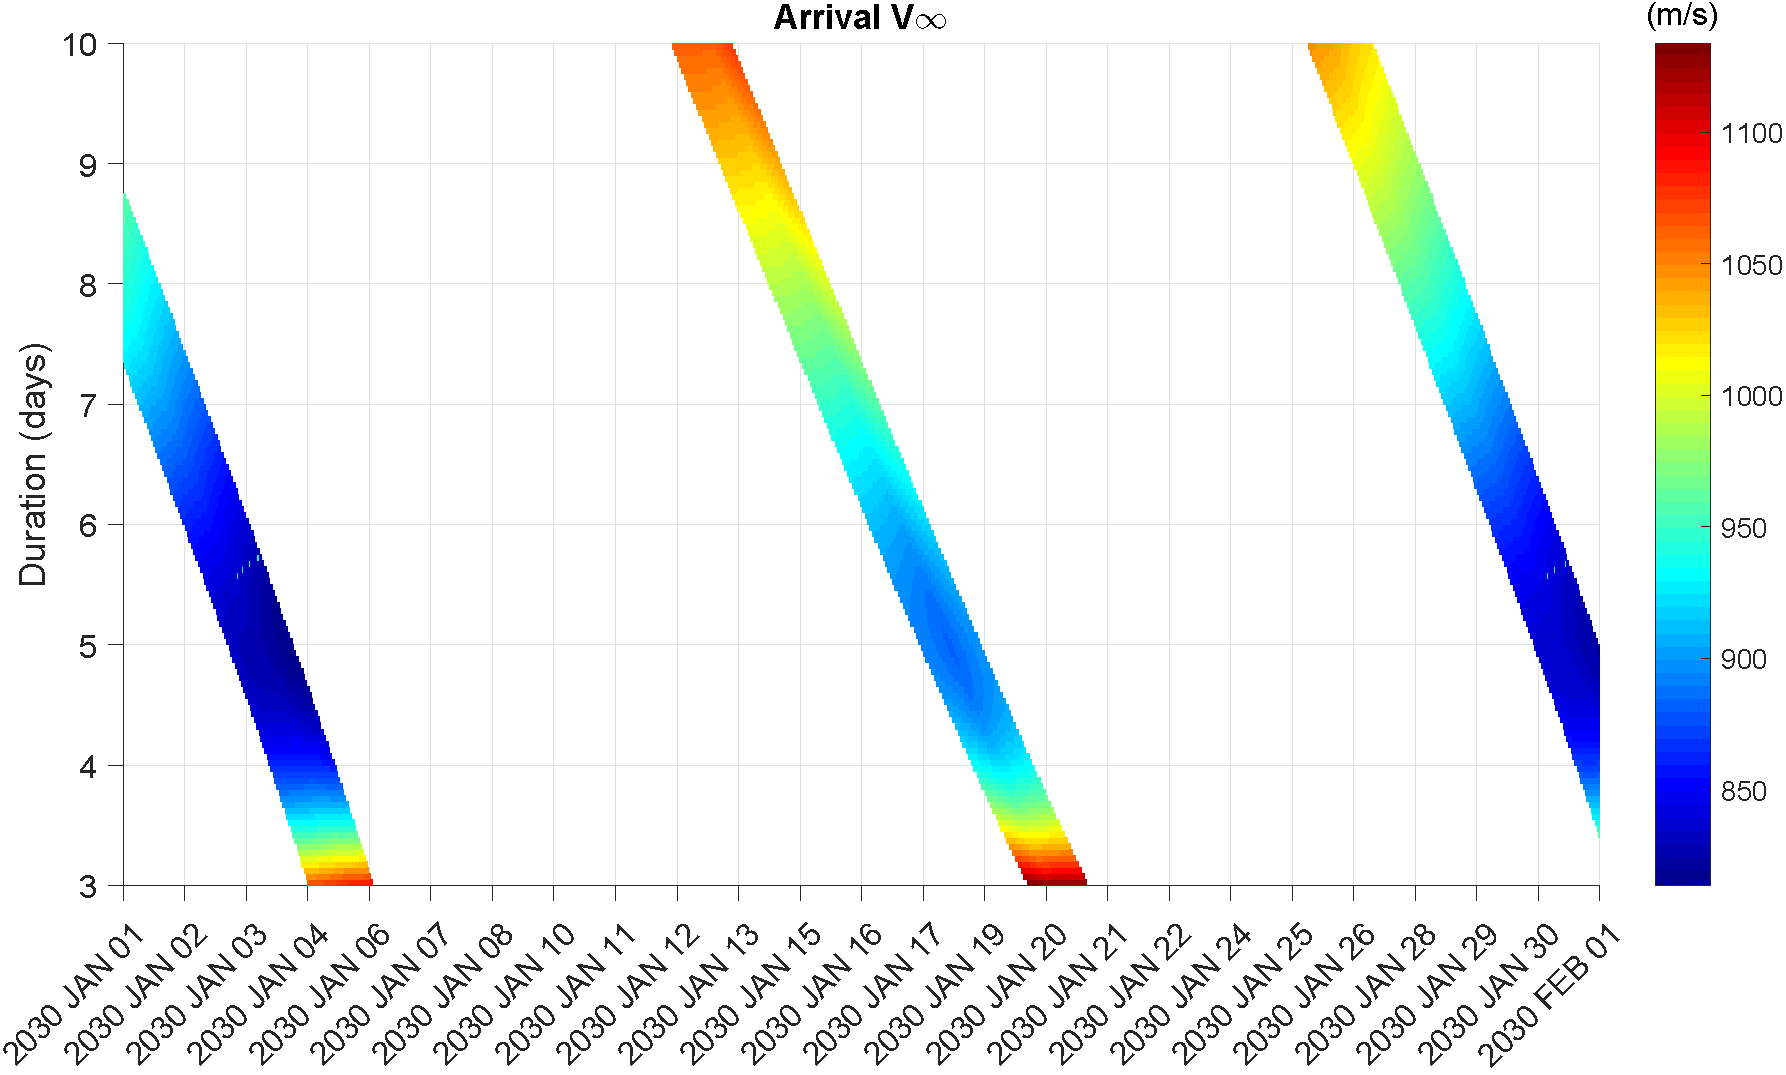 Arrival V∞
(m/s)
10
9
8
7
6
5
4
3
Duration (days)
1100
1050
1000
950
900
850
2030 JAN 01
2030 JAN 02
2030 JAN 03
2030 JAN 04
2030 JAN 06
2030 JAN 07
2030 JAN 08
2030 JAN 10
2030 JAN 11
2030 JAN 12
2030 JAN 13
2030 JAN 15
2030 JAN 16
2030 JAN 17
2030 JAN 19
2030 JAN 20
2030 JAN 21
2030 JAN 22
2030 JAN 24
2030 JAN 25
2030 JAN 26
2030 JAN 28
2030 JAN 29
2030 JAN 30
2030 FEB 01